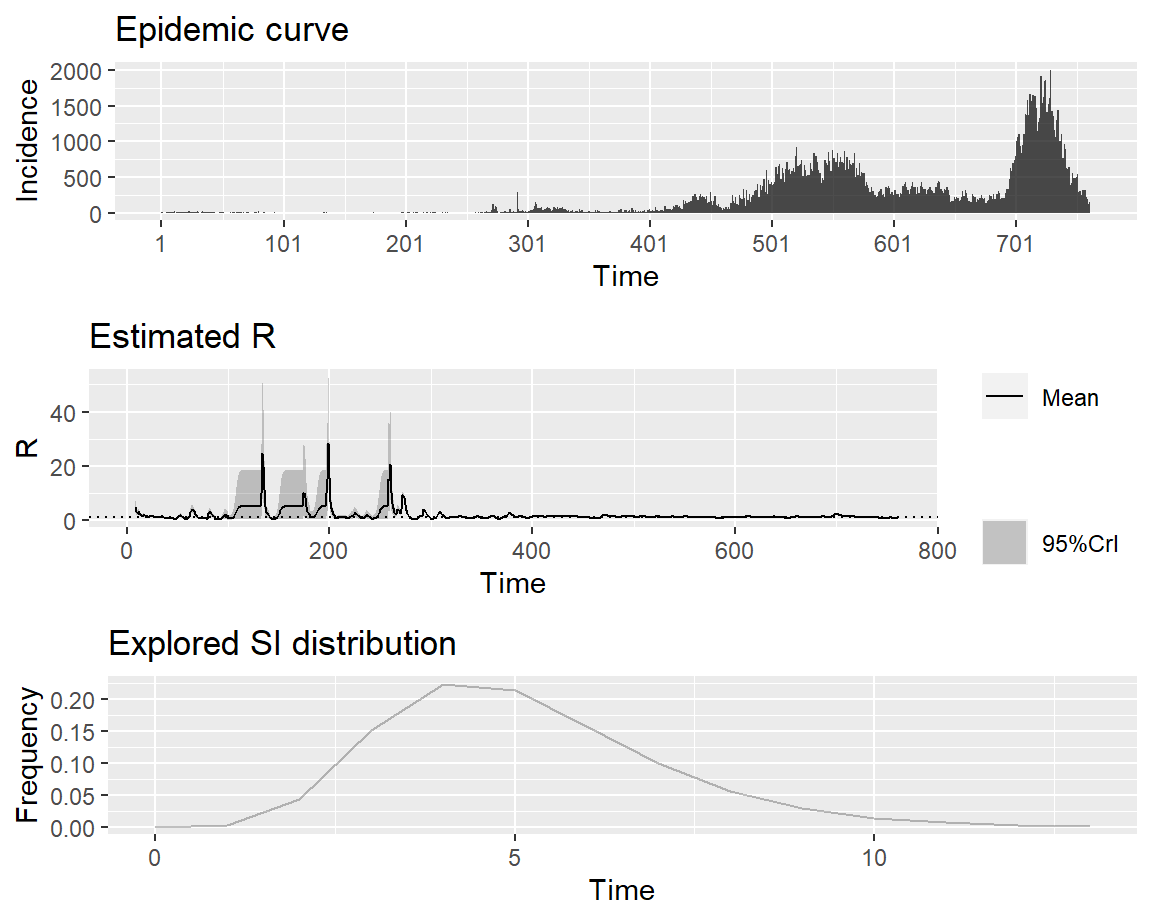 Epidemic curve
Incidence
2000
1500
1000
500
0
1 101 201 301 401 501 601 701
Time
Estimated R
R
40
20
0
0 200 400 600 800
Time
Mean
95%CrI
Explored SI distribution
Frequency
0.20
0.15
0.10
0.05
0.00
0 5 10
Time